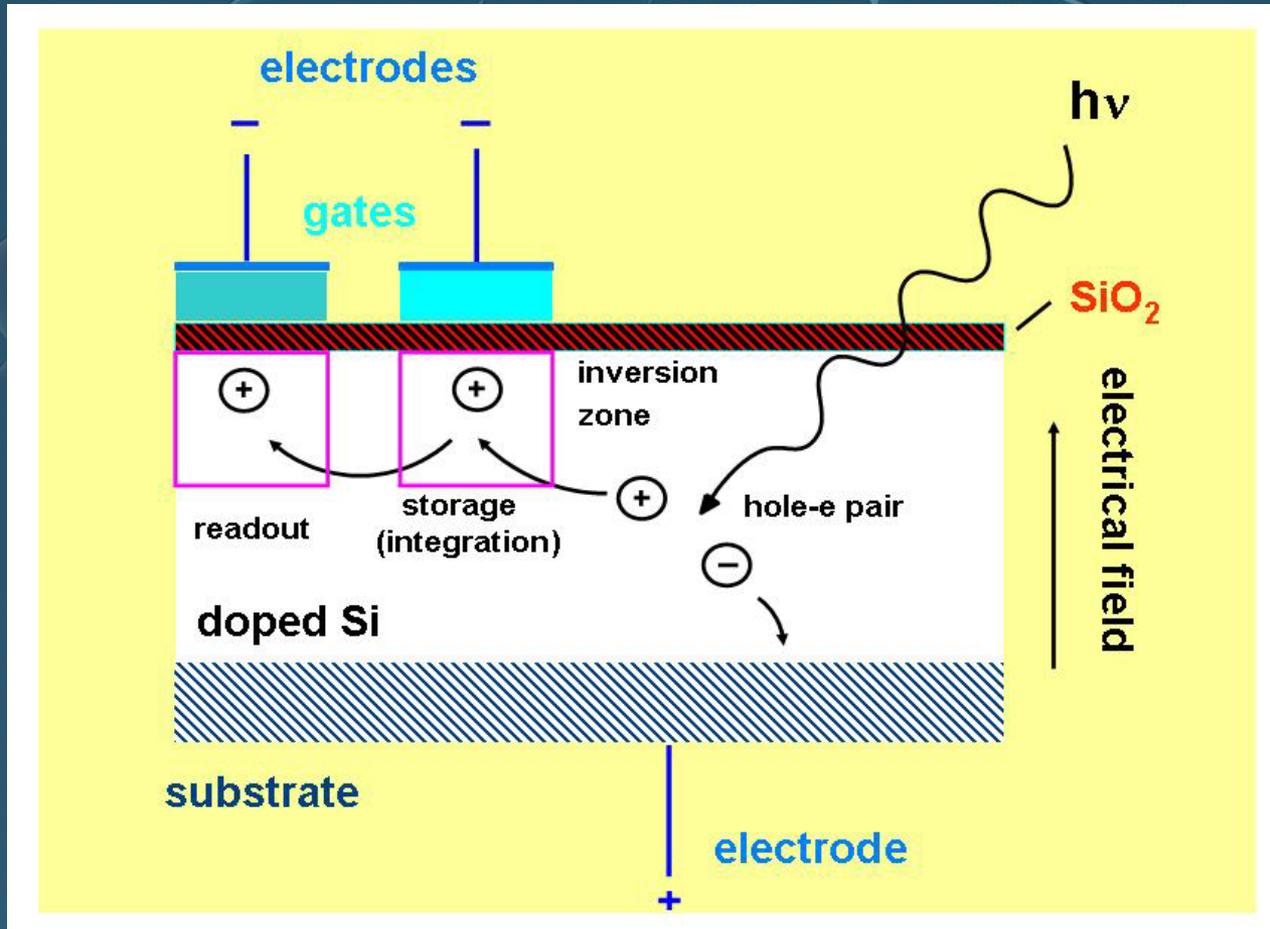 electrodes
− −
hν
gates
SiO₂
+ +
inversion
zone
electrical field
+
hole-e pair
storage
(integration)
readout
−
doped Si
substrate
electrode
+